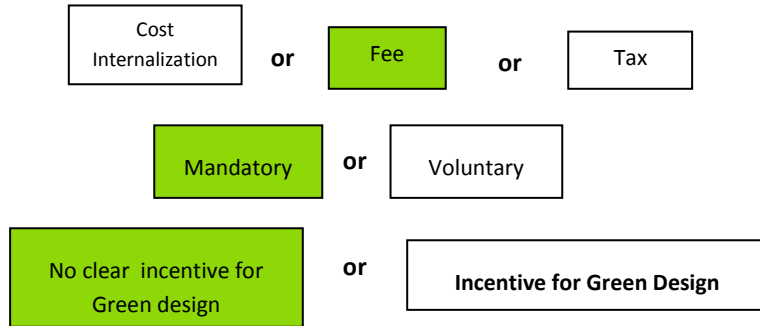 Cost
Internalization or Fee or Tax
Mandatory or Voluntary
No clear incentive for
Green design or Incentive for Green Design